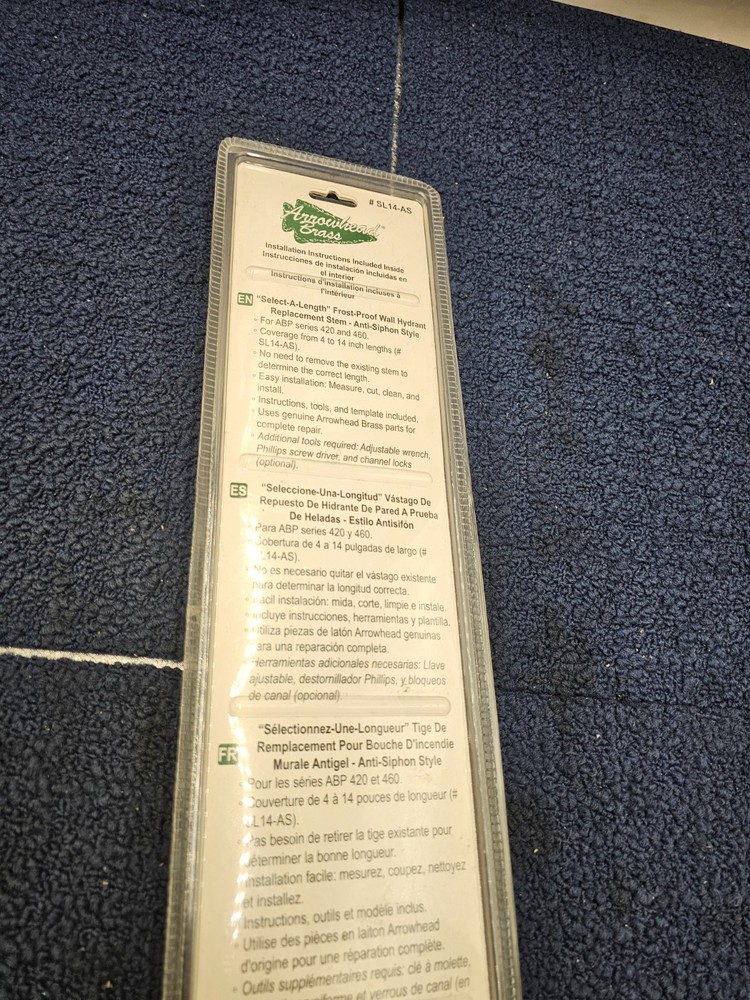 # SL14-AS
Arrowhead®
Brass
Installation Instructions Included Inside
Instrucciones de instalación incluidas en
el interior
Instructions d'installation incluses à
l'intérieur
EN "Select-A-Length" Frost-Proof Wall Hydrant
Replacement Stem - Anti-Siphon Style
• For ABP series 420 and 460.
• Coverage from 4 to 14 inch lengths (#
SL14-AS).
• No need to remove the existing stem to
determine the correct length.
• Easy installation: Measure, cut, clean, and
install.
• Instructions, tools, and template included.
• Uses genuine Arrowhead Brass parts for
complete repair.
• Additional tools required: Adjustable wrench,
Phillips screw driver, and channel locks
(optional).
ES "Seleccione-Una-Longitud" Vástago De
Repuesto De Hidrante De Pared A Prueba
De Heladas - Estilo Antisifón
• Para ABP series 420 y 460.
• Cobertura de 4 a 14 pulgadas de largo (#
SL14-AS).
• No es necesario quitar el vástago existente
para determinar la longitud correcta.
• Fácil instalación: mida, corte, limpie e instale.
• Incluye instrucciones, herramientas y plantilla.
• Utiliza piezas de latón Arrowhead genuinas
para una reparación completa.
• Herramientas adicionales necesarias: Llave
ajustable, destornillador Phillips, y bloqueos
de canal (opcional).
FR "Sélectionnez-Une-Longueur" Tige De
Remplacement Pour Bouche D'incendie
Murale Antigel - Anti-Siphon Style
• Pour les séries ABP 420 et 460.
• Couverture de 4 à 14 pouces de longueur (#
SL14-AS).
• Pas besoin de retirer la tige existante pour
déterminer la bonne longueur.
• Installation facile: mesurez, coupez, nettoyez
et installez.
• Instructions, outils et modèle inclus.
• Utilise des pièces en laiton Arrowhead
d'origine pour une réparation complète.
• Outils supplémentaires requis: clé à molette,
et verrous de canal (en